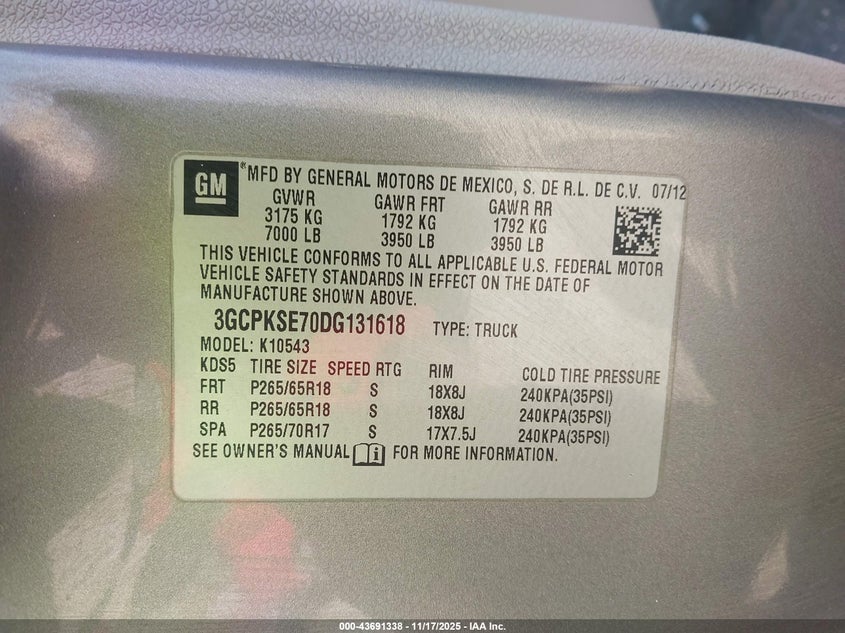 GM
*MFD BY GENERAL MOTORS DE MEXICO, S. DE R.L. DE C.V. 07/12
GVWR GAWR FRT GAWR RR
3175 KG 1792 KG 1792 KG
7000 LB 3950 LB 3950 LB
THIS VEHICLE CONFORMS TO ALL APPLICABLE U.S. FEDERAL MOTOR
VEHICLE SAFETY STANDARDS IN EFFECT ON THE DATE OF
MANUFACTURE SHOWN ABOVE.
3GCPKSE70DG131618 TYPE: TRUCK
MODEL: K10543
KDS5 TIRE SIZE SPEED RTG RIM COLD TIRE PRESSURE
FRT P265/65R18 S 18X8J 240KPA(35PSI)
RR P265/65R18 S 18X8J 240KPA(35PSI)
SPA P265/70R17 S 17X7.5J 240KPA(35PSI)
SEE OWNER'S MANUAL FOR MORE INFORMATION.
000-43691338 - 11/17/2025 - IAA Inc.